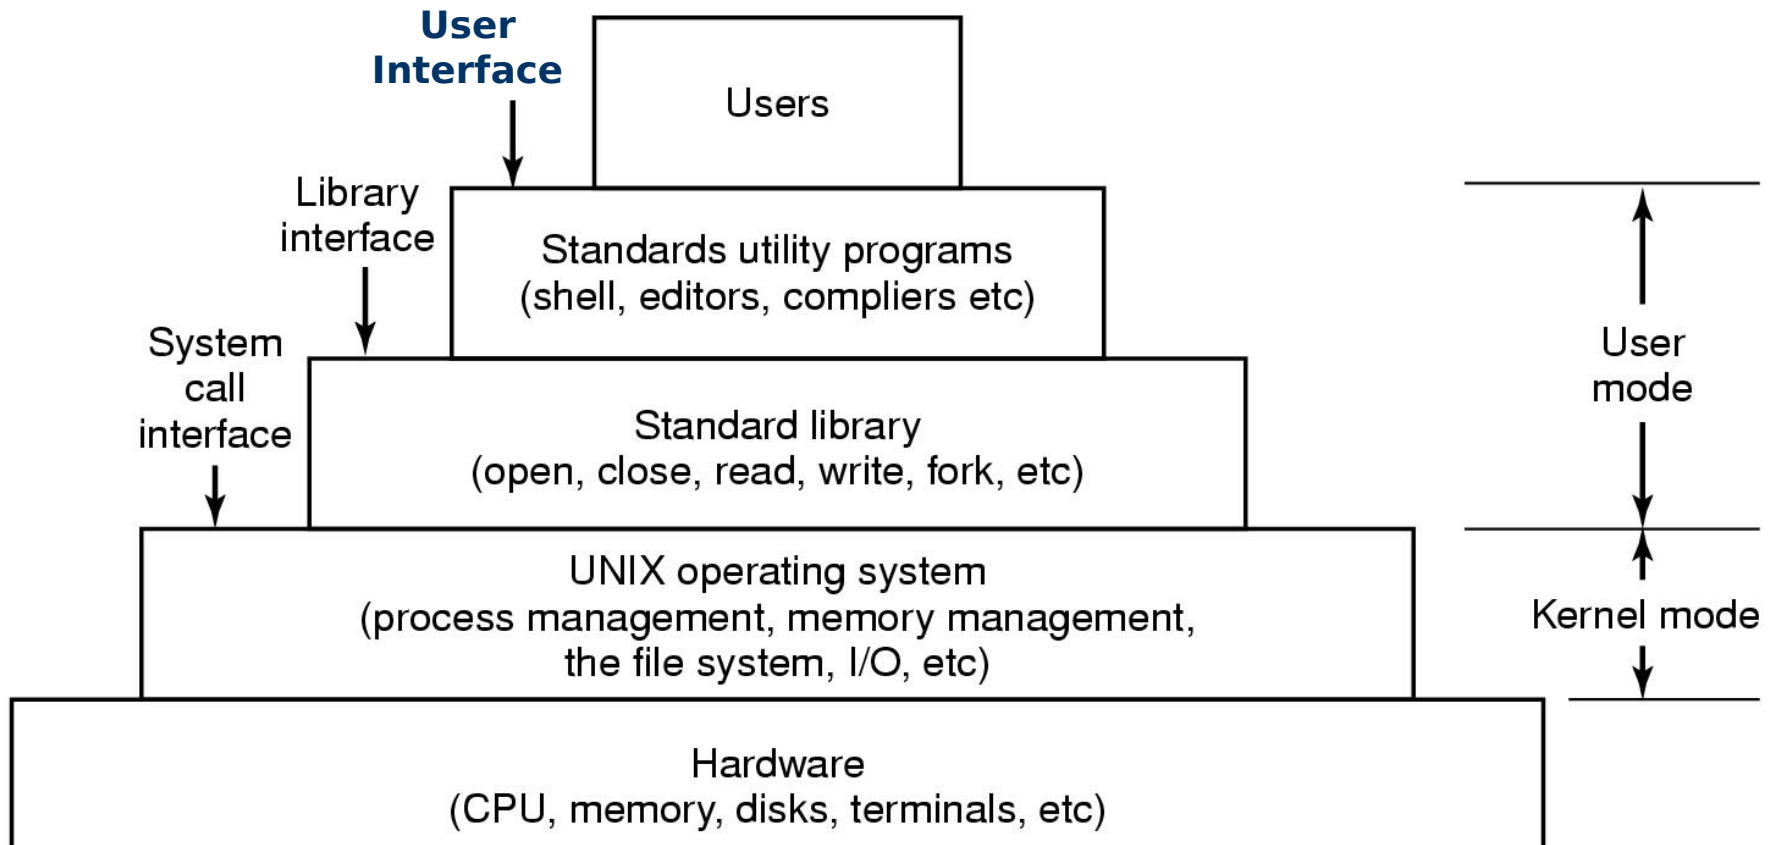 User
Interface
Users
Library
interface
Standards utility programs
(shell, editors, compliers etc)
System
call
interface
User
mode
Standard library
(open, close, read, write, fork, etc)
UNIX operating system
(process management, memory management,
the file system, I/O, etc)
Kernel mode
Hardware
(CPU, memory, disks, terminals, etc)